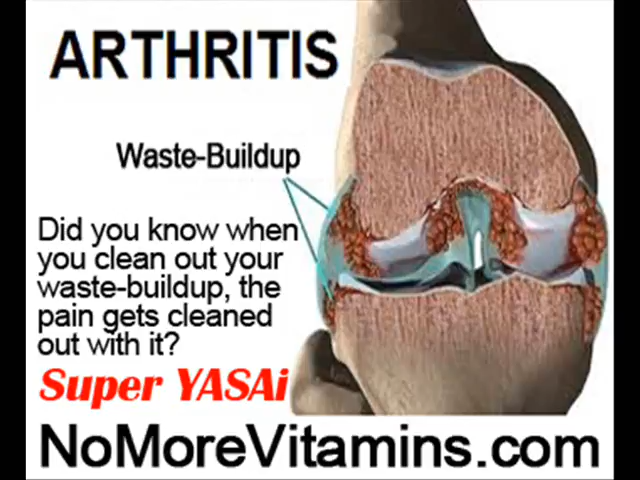 ARTHRITIS
Waste-Buildup
Did you know when
you clean out your
waste-buildup, the
pain gets cleaned
out with it?
Super YASAi
NoMoreVitamins.com